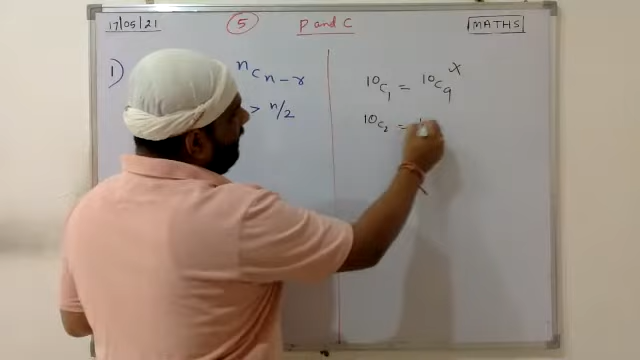 17/05/21 5 P and C MATHS
1) ⁿCₙ₋ᵣ
> n/2
¹⁰C₁ = ¹⁰C₉ x
¹⁰C₂ =